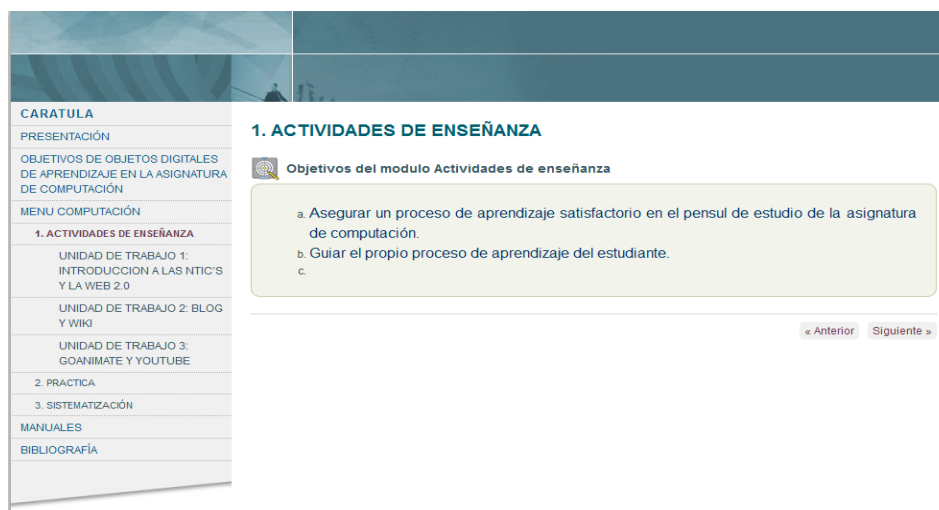 CARATULA
PRESENTACIÓN
OBJETIVOS DE OBJETOS DIGITALES
DE APRENDIZAJE EN LA ASIGNATURA
DE COMPUTACIÓN
MENU COMPUTACIÓN
1. ACTIVIDADES DE ENSEÑANZA
UNIDAD DE TRABAJO 1:
INTRODUCCION A LAS NTIC'S
Y LA WEB 2.0
UNIDAD DE TRABAJO 2: BLOG
Y WIKI
UNIDAD DE TRABAJO 3:
GOANIMATE Y YOUTUBE
2. PRACTICA
3. SISTEMATIZACIÓN
MANUALES
BIBLIOGRAFÍA
1. ACTIVIDADES DE ENSEÑANZA
Objetivos del modulo Actividades de enseñanza
a. Asegurar un proceso de aprendizaje satisfactorio en el pensul de estudio de la asignatura
de computación.
b. Guiar el propio proceso de aprendizaje del estudiante.
c.
« Anterior Siguiente »